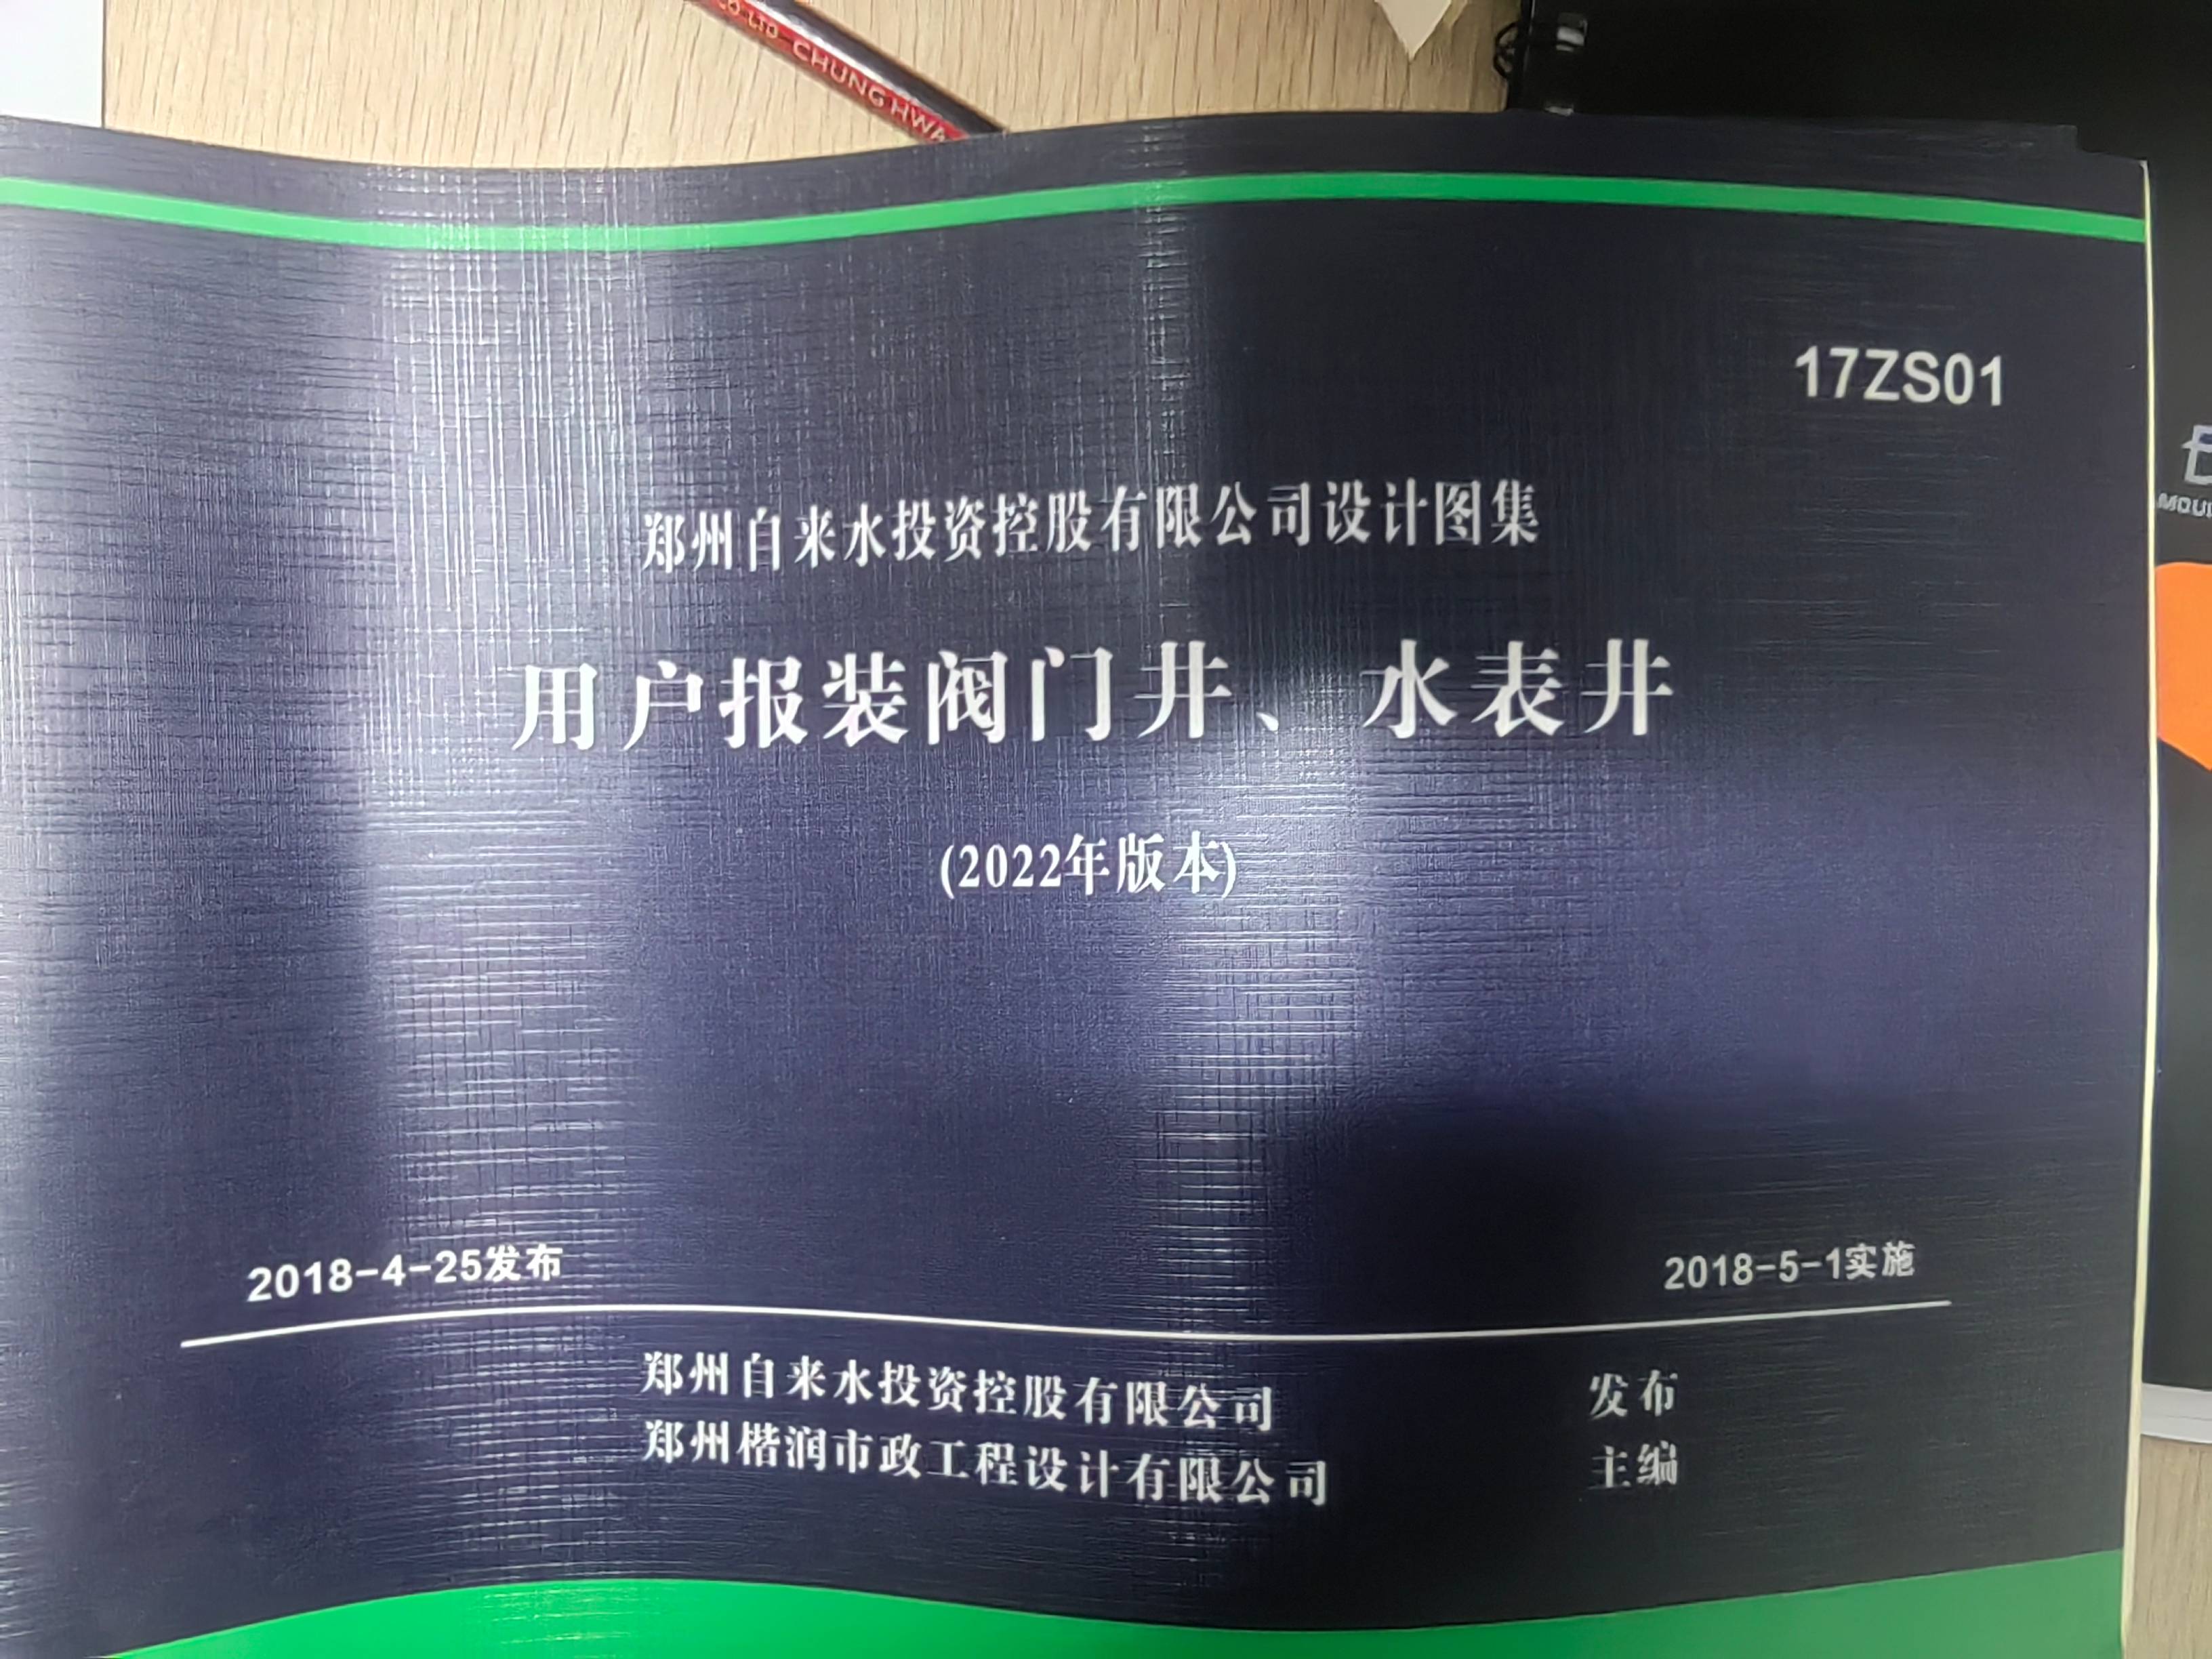 CO LTD. CHUNG HWA
17ZS01
郑州自来水投资控股有限公司设计图集
用户报装阀门井、水表井
(2022年版本)
2018-4-25发布 2018-5-1实施
郑州自来水投资控股有限公司 发布
郑州楷润市政工程设计有限公司 主编